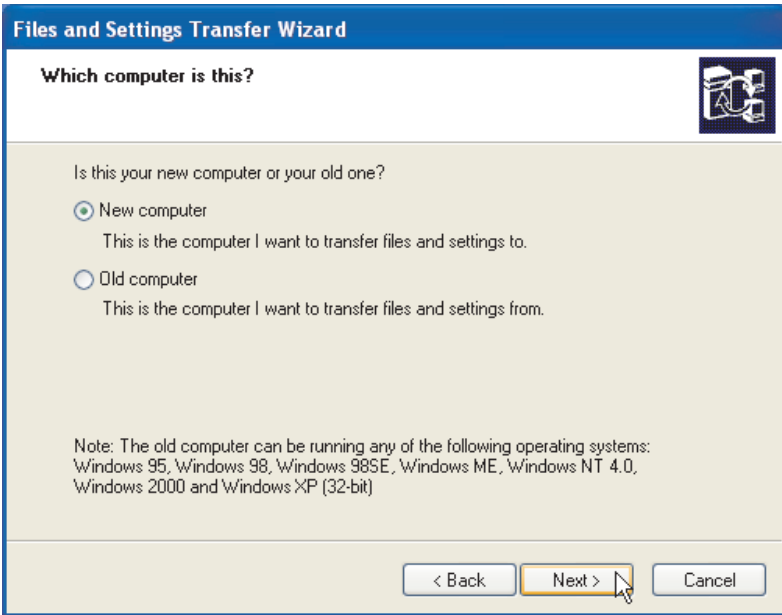 Files and Settings Transfer Wizard
Which computer is this?
Is this your new computer or your old one?
New computer
This is the computer I want to transfer files and settings to.
Old computer
This is the computer I want to transfer files and settings from.
Note: The old computer can be running any of the following operating systems:
Windows 95, Windows 98, Windows 98SE, Windows ME, Windows NT 4.0,
Windows 2000 and Windows XP (32-bit)
< Back Next > Cancel